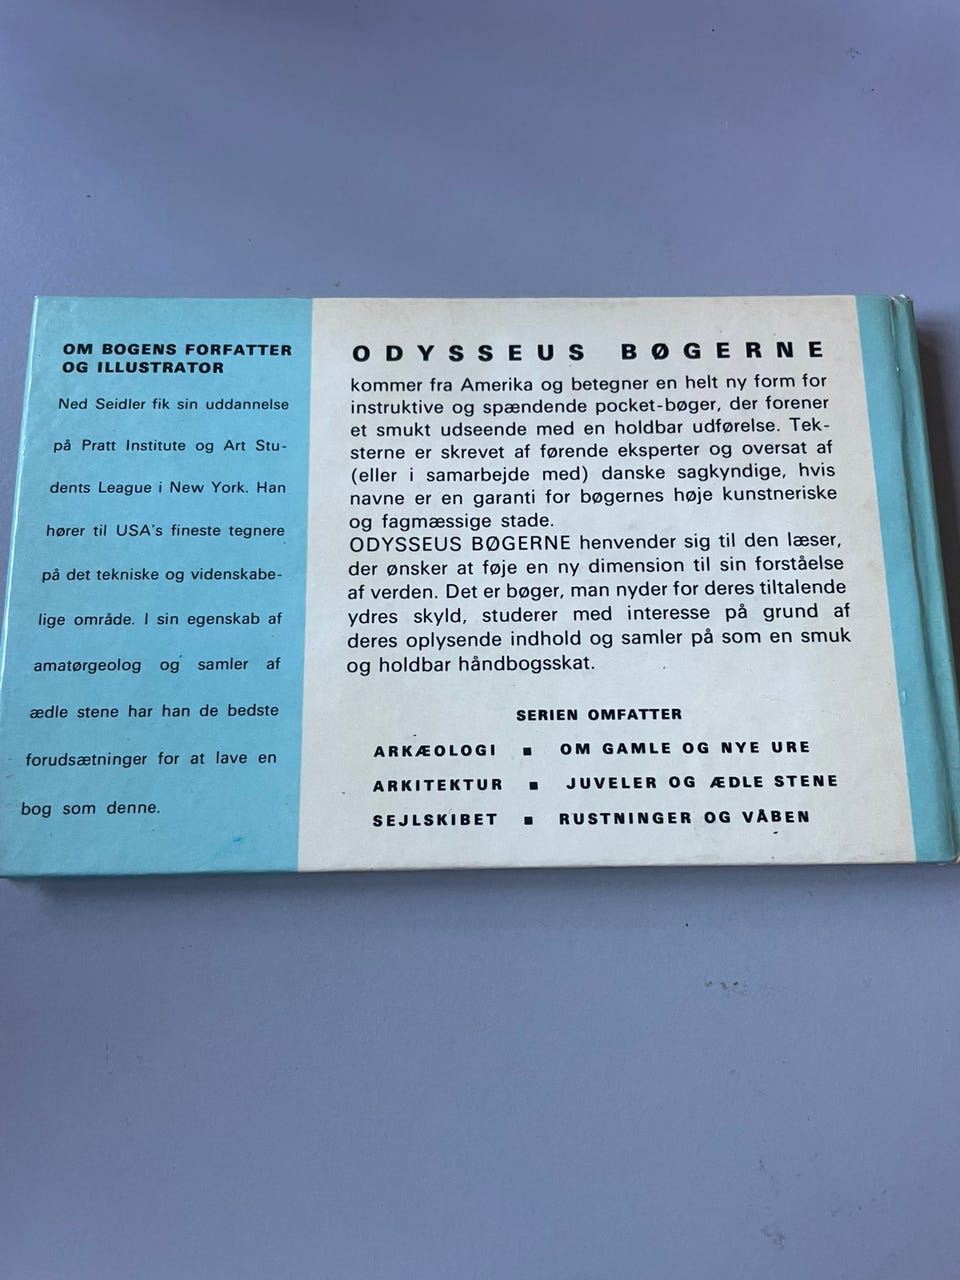 OM BOGENS FORFATTER
OG ILLUSTRATOR
Ned Seidler fik sin uddannelse
på Pratt Institute og Art Stu-
dents League i New York. Han
hører til USA's fineste tegnere
på det tekniske og videnskabe-
lige område. I sin egenskab af
amatørgeolog og samler af
ædle stene har han de bedste
forudsætninger for at lave en
bog som denne.
ODYSSEUS BØGERNE
kommer fra Amerika og betegner en helt ny form for
instruktive og spændende pocket-bøger, der forener
et smukt udseende med en holdbar udførelse. Tek-
sterne er skrevet af førende eksperter og oversat af
(eller i samarbejde med) danske sagkyndige, hvis
navne er en garanti for bøgernes høje kunstneriske
og fagmæssige stade.
ODYSSEUS BØGERNE henvender sig til den læser,
der ønsker at føje en ny dimension til sin forståelse
af verden. Det er bøger, man nyder for deres tiltalende
ydres skyld, studerer med interesse på grund af
deres oplysende indhold og samler på som en smuk
og holdbar håndbogsskat.
SERIEN OMFATTER
ARKÆOLOGI ■ OM GAMLE OG NYE URE
ARKITEKTUR ■ JUVELER OG ÆDLE STENE
SEJLSKIBET ■ RUSTNINGER OG VÅBEN